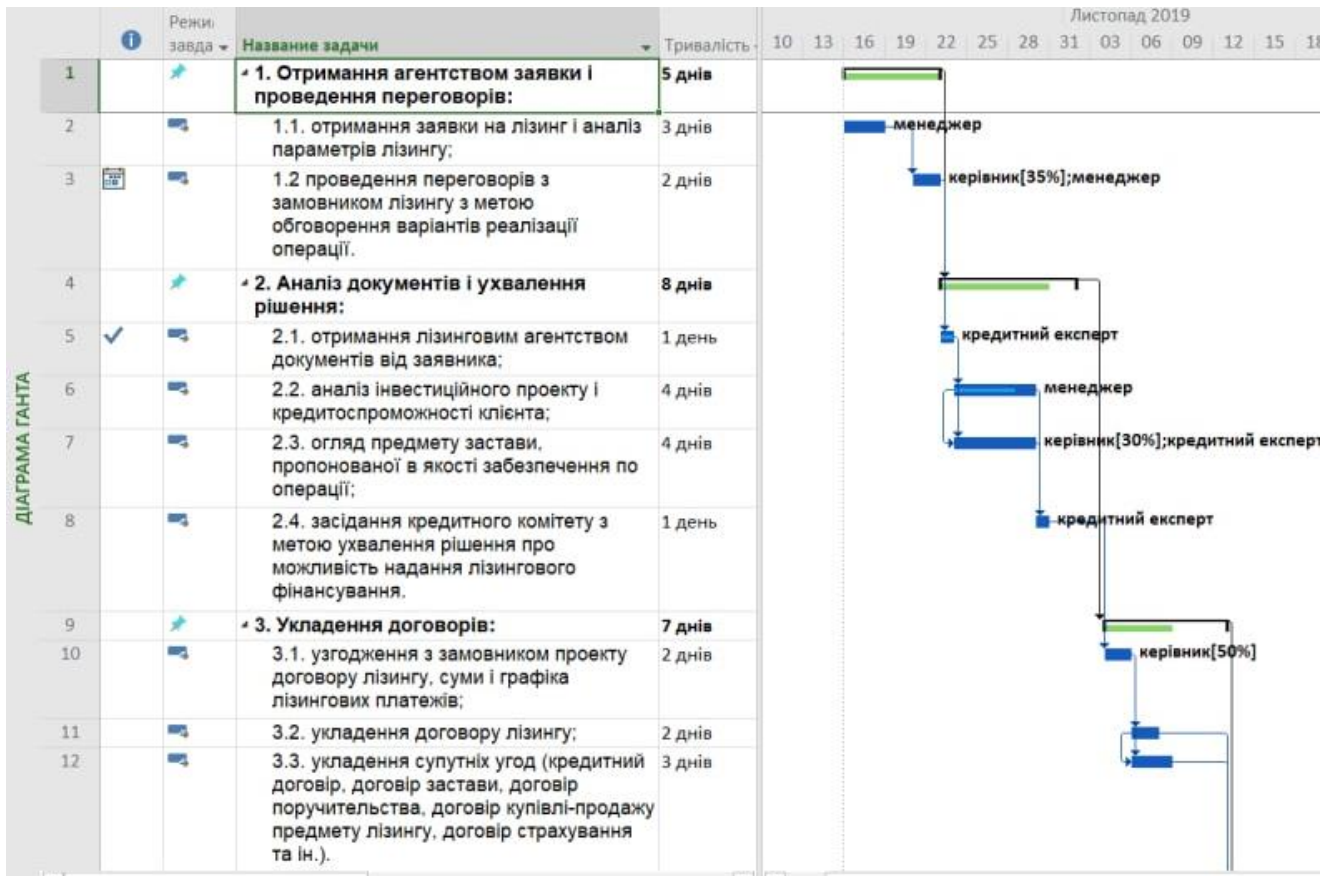 Листопад 2019
Режи
завда
Название задачи
Тривалість
10 13 16 19 22 25 28 31 03 06 09 12 15 18
1
1. Отримання агентством заявки і
проведення переговорів:
5 днів
2
1.1. отримання заявки на лізинг і аналіз
параметрів лізингу;
3 днів
менеджер
3
1.2 проведення переговорів з
замовником лізингу з метою
обговорення варіантів реалізації
операції.
2 днів
керівник[35%];менеджер
4
2. Аналіз документів і ухвалення
рішення:
8 днів
5
2.1. отримання лізинговим агентством
документів від заявника;
1 день
кредитний експерт
6
2.2. аналіз інвестиційного проекту і
кредитоспроможності клієнта;
4 днів
менеджер
7
2.3. огляд предмету застави,
пропонованої в якості забезпечення по
операції;
4 днів
керівник[30%];кредитний експерт
8
2.4. засідання кредитного комітету з
метою ухвалення рішення про
можливість надання лізингового
фінансування.
1 день
кредитний експерт
9
3. Укладення договорів:
7 днів
10
3.1. узгодження з замовником проекту
договору лізингу, суми і графіка
лізингових платежів;
2 днів
керівник[50%]
11
3.2. укладення договору лізингу;
2 днів
12
3.3. укладення супутніх угод (кредитний
договір, договір застави, договір
поручительства, договір купівлі-продажу
предмету лізингу, договір страхування
та ін.).
3 днів
ДІАГРАМА ГАНТА